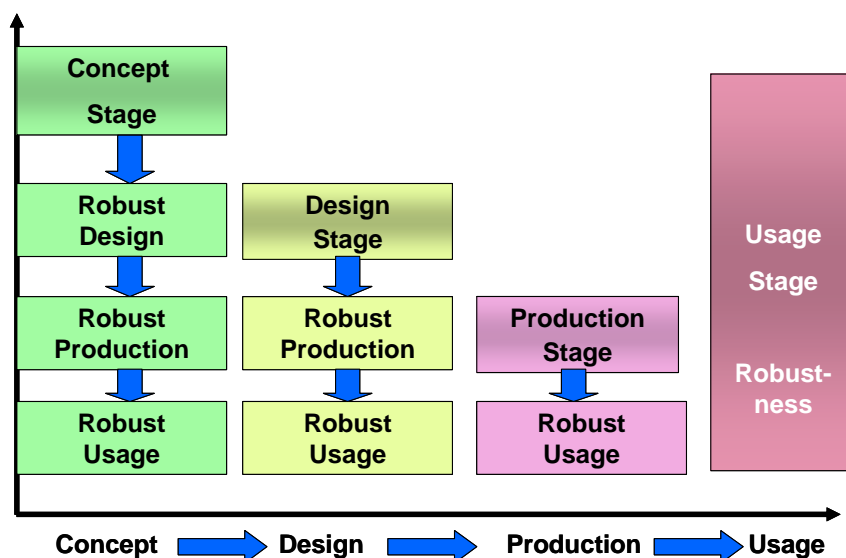 Concept
Stage
Robust
Design
Robust
Production
Robust
Usage
Design
Stage
Robust
Production
Robust
Usage
Production
Stage
Robust
Usage
Usage
Stage
Robust-
ness
Concept Design Production Usage